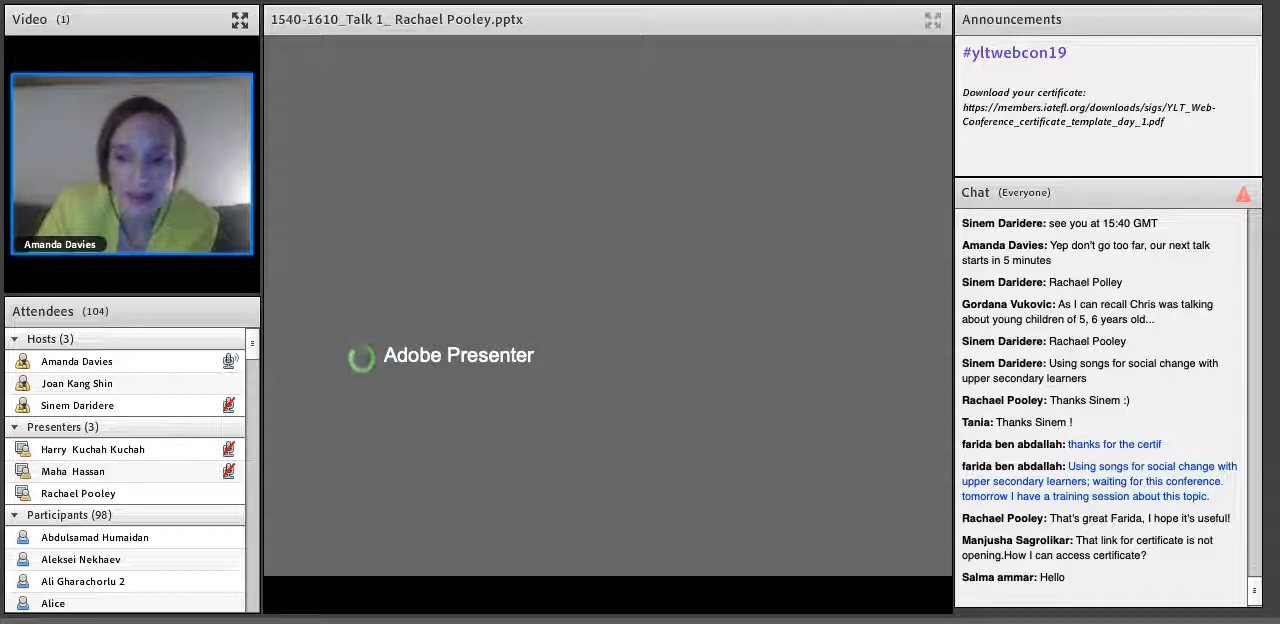 Video (1)
Amanda Davies
Attendees (104)
Hosts (3)
Amanda Davies
Joan Kang Shin
Sinem Daridere
Presenters (3)
Harry Kuchah Kuchah
Maha Hassan
Rachael Pooley
Participants (98)
Abdulsamad Humaidan
Aleksei Nekhaev
Ali Gharachorlu 2
Alice
1540-1610_Talk 1_ Rachael Pooley.pptx
Adobe Presenter
Announcements
#yltwebcon19
Download your certificate:
https://members.iatefl.org/downloads/sigs/YLT_Web-
Conference_certificate_template_day_1.pdf
Chat (Everyone)
Sinem Daridere: see you at 15:40 GMT
Amanda Davies: Yep don't go too far, our next talk
starts in 5 minutes
Sinem Daridere: Rachael Polley
Gordana Vukovic: As I can recall Chris was talking
about young children of 5, 6 years old...
Sinem Daridere: Rachael Pooley
Sinem Daridere: Using songs for social change with
upper secondary learners
Rachael Pooley: Thanks Sinem :)
Tania: Thanks Sinem !
farida ben abdallah: thanks for the certif
farida ben abdallah: Using songs for social change with
upper secondary learners; waiting for this conference.
tomorrow I have a training session about this topic.
Rachael Pooley: That's great Farida, I hope it's useful!
Manjusha Sagrolikar: That link for certificate is not
opening.How I can access certificate?
Salma ammar: Hello